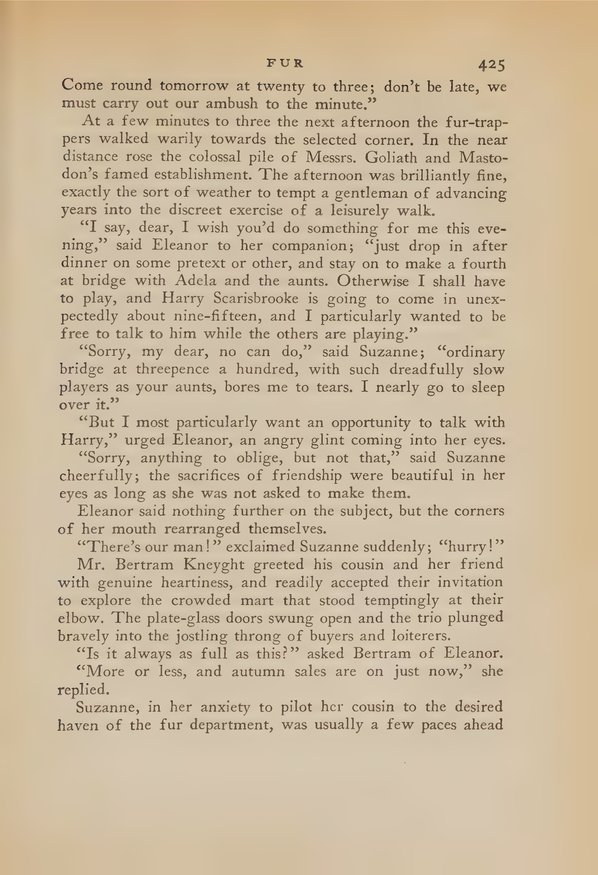 FUR 425
Come round tomorrow at twenty to three; don’t be late, we
must carry out our ambush to the minute.”
At a few minutes to three the next afternoon the fur-trap-
pers walked warily towards the selected corner. In the near
distance rose the colossal pile of Messrs. Goliath and Masto-
don’s famed establishment. The afternoon was brilliantly fine,
exactly the sort of weather to tempt a gentleman of advancing
years into the discreet exercise of a leisurely walk.
“I say, dear, I wish you’d do something for me this eve-
ning,” said Eleanor to her companion; “just drop in after
dinner on some pretext or other, and stay on to make a fourth
at bridge with Adela and the aunts. Otherwise I shall have
to play, and Harry Scarisbrooke is going to come in unex-
pectedly about nine-fifteen, and I particularly wanted to be
free to talk to him while the others are playing.”
“Sorry, my dear, no can do,” said Suzanne; “ordinary
bridge at threepence a hundred, with such dreadfully slow
players as your aunts, bores me to tears. I nearly go to sleep
over it.”
“But I most particularly want an opportunity to talk with
Harry,” urged Eleanor, an angry glint coming into her eyes.
“Sorry, anything to oblige, but not that,” said Suzanne
cheerfully; the sacrifices of friendship were beautiful in her
eyes as long as she was not asked to make them.
Eleanor said nothing further on the subject, but the corners
of her mouth rearranged themselves.
“There’s our man!” exclaimed Suzanne suddenly; “hurry!”
Mr. Bertram Kneyght greeted his cousin and her friend
with genuine heartiness, and readily accepted their invitation
to explore the crowded mart that stood temptingly at their
elbow. The plate-glass doors swung open and the trio plunged
bravely into the jostling throng of buyers and loiterers.
“Is it always as full as this?” asked Bertram of Eleanor.
“More or less, and autumn sales are on just now,” she
replied.
Suzanne, in her anxiety to pilot her cousin to the desired
haven of the fur department, was usually a few paces ahead